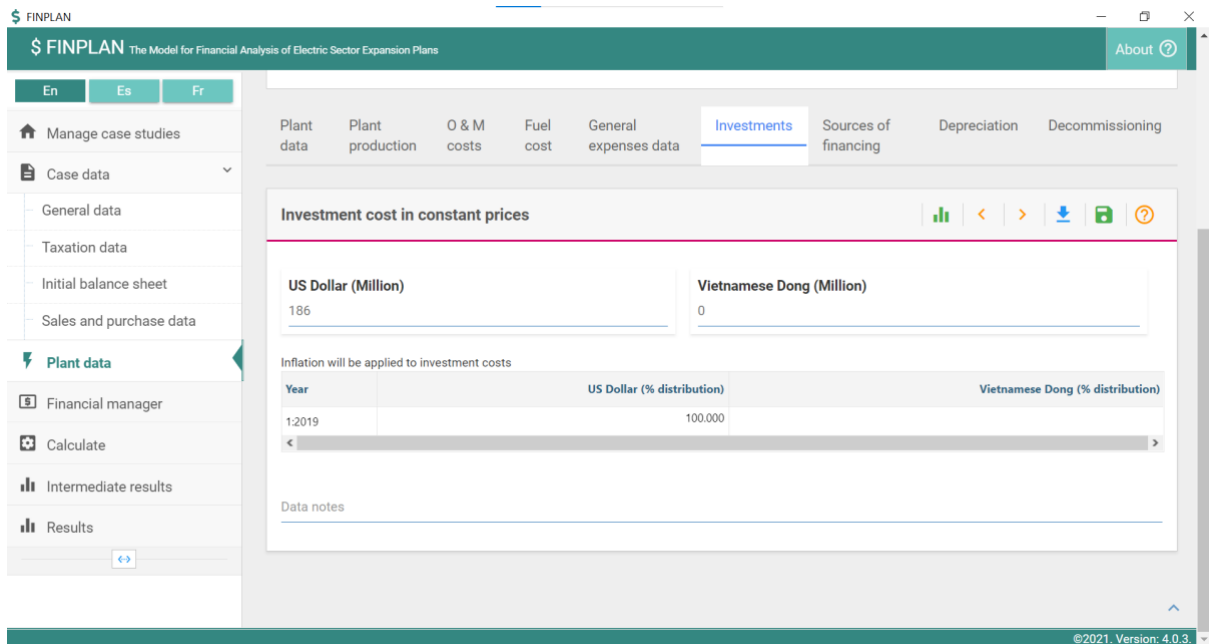 $ FINPLAN
$ FINPLAN The Model for Financial Analysis of Electric Sector Expansion Plans
About ?
En Es Fr
Manage case studies
Case data
General data
Taxation data
Initial balance sheet
Sales and purchase data
Plant data
Financial manager
Calculate
Intermediate results
Results
Plant data
Plant production
O & M costs
Fuel cost
General expenses data
Investments
Sources of financing
Depreciation
Decommissioning
Investment cost in constant prices
US Dollar (Million)
186
Vietnamese Dong (Million)
0
Inflation will be applied to investment costs
Year US Dollar (% distribution) Vietnamese Dong (% distribution)
1:2019 100.000
Data notes
©2021. Version: 4.0.3.